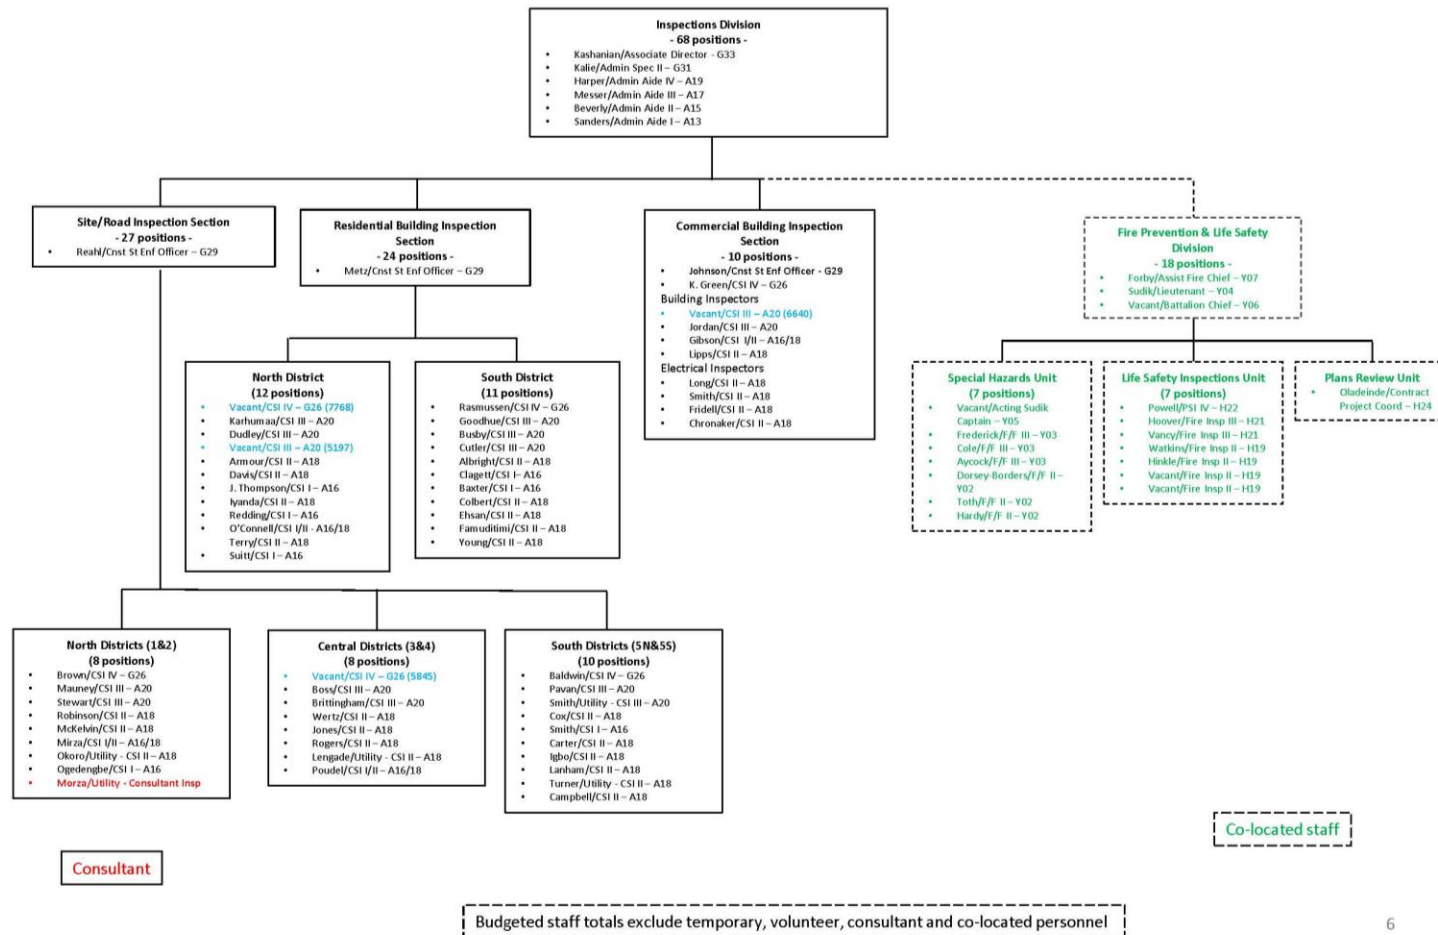 Inspections Division
- 68 positions -
• Kashanian/Associate Director - G33
• Kalie/Admin Spec II – G31
• Harper/Admin Aide IV – A19
• Messer/Admin Aide III – A17
• Beverly/Admin Aide II – A15
• Sanders/Admin Aide I – A13
Site/Road Inspection Section
- 27 positions -
• Reahl/Cnst St Enf Officer – G29
Residential Building Inspection
Section
- 24 positions -
• Metz/Cnst St Enf Officer – G29
Commercial Building Inspection
Section
- 10 positions -
• Johnson/Cnst St Enf Officer - G29
• K. Green/CSI IV – G26
Building Inspectors
• Vacant/CSI III – A20 (6640)
• Jordan/CSI III – A20
• Gibson/CSI I/II – A16/18
• Lipps/CSI II – A18
Electrical Inspectors
• Long/CSI II – A18
• Smith/CSI II – A18
• Fridell/CSI II – A18
• Chronaker/CSI II – A18
Fire Prevention & Life Safety
Division
- 18 positions -
• Forby/Assist Fire Chief – Y07
• Sudik/Lieutenant – Y04
• Vacant/Battalion Chief – Y06
North District
(12 positions)
• Vacant/CSI IV – G26 (7768)
• Karhumaa/CSI III – A20
• Dudley/CSI III – A20
• Vacant/CSI III – A20 (5197)
• Armour/CSI II – A18
• Davis/CSI II – A18
• J. Thompson/CSI I – A16
• Iyanda/CSI II – A18
• Redding/CSI I – A16
• O'Connell/CSI I/II - A16/18
Terry/CSI II – A18
• Suitt/CSI I – A16
South District
(11 positions)
• Rasmussen/CSI IV – G26
• Goodhue/CSI III – A20
• Busby/CSI III – A20
• Cutler/CSI III – A20
• Albright/CSI II – A18
• Clagett/CSI I– A16
• Baxter/CSI I – A16
• Colbert/CSI II – A18
• Ehsan/CSI II – A18
• Famuditimi/CSI II – A18
• Young/CSI II – A18
Special Hazards Unit
(7 positions)
• Vacant/Acting Sudik
Captain – Y05
• Frederick/F/F III – Y03
• Cole/F/F III – Y03
• Aycock/F/F III – Y03
• Dorsey-Borders/F/F II –
Y02
• Toth/F/F II – Y02
• Hardy/F/F II – Y02
Life Safety Inspections Unit
(7 positions)
• Powell/PSI IV – H22
• Hoover/Fire Insp III – H21
• Vancy/Fire Insp III – H21
• Watkins/Fire Insp II – H19
• Hinkle/Fire Insp II – H19
• Vacant/Fire Insp II – H19
• Vacant/Fire Insp II – H19
Plans Review Unit
• Oladeinde/Contract
Project Coord – H24
North Districts (1&2)
(8 positions)
• Brown/CSI IV – G26
• Mauney/CSI III – A20
• Stewart/CSI III – A20
• Robinson/CSI II – A18
• McKelvin/CSI II – A18
• Mirza/CSI I/II – A16/18
• Okoro/Utility - CSI II – A18
• Ogedengbe/CSI I – A16
• Morza/Utility - Consultant Insp
Central Districts (3&4)
(8 positions)
• Vacant/CSI IV – G26 (5845)
• Boss/CSI III – A20
• Brittingham/CSI III – A20
• Wertz/CSI II – A18
• Jones/CSI II – A18
• Rogers/CSI II – A18
• Lengade/Utility - CSI II – A18
• Poudel/CSI I/II – A16/18
South Districts (5N&5S)
(10 positions)
• Baldwin/CSI IV – G26
• Pavan/CSI III – A20
• Smith/Utility - CSI III – A20
• Cox/CSI II – A18
• Smith/CSI I – A16
• Carter/CSI II – A18
• Igbo/CSI II – A18
• Lanham/CSI II – A18
• Turner/Utility - CSI II – A18
• Campbell/CSI II – A18
Co-located staff
Consultant
Budgeted staff totals exclude temporary, volunteer, consultant and co-located personnel
6